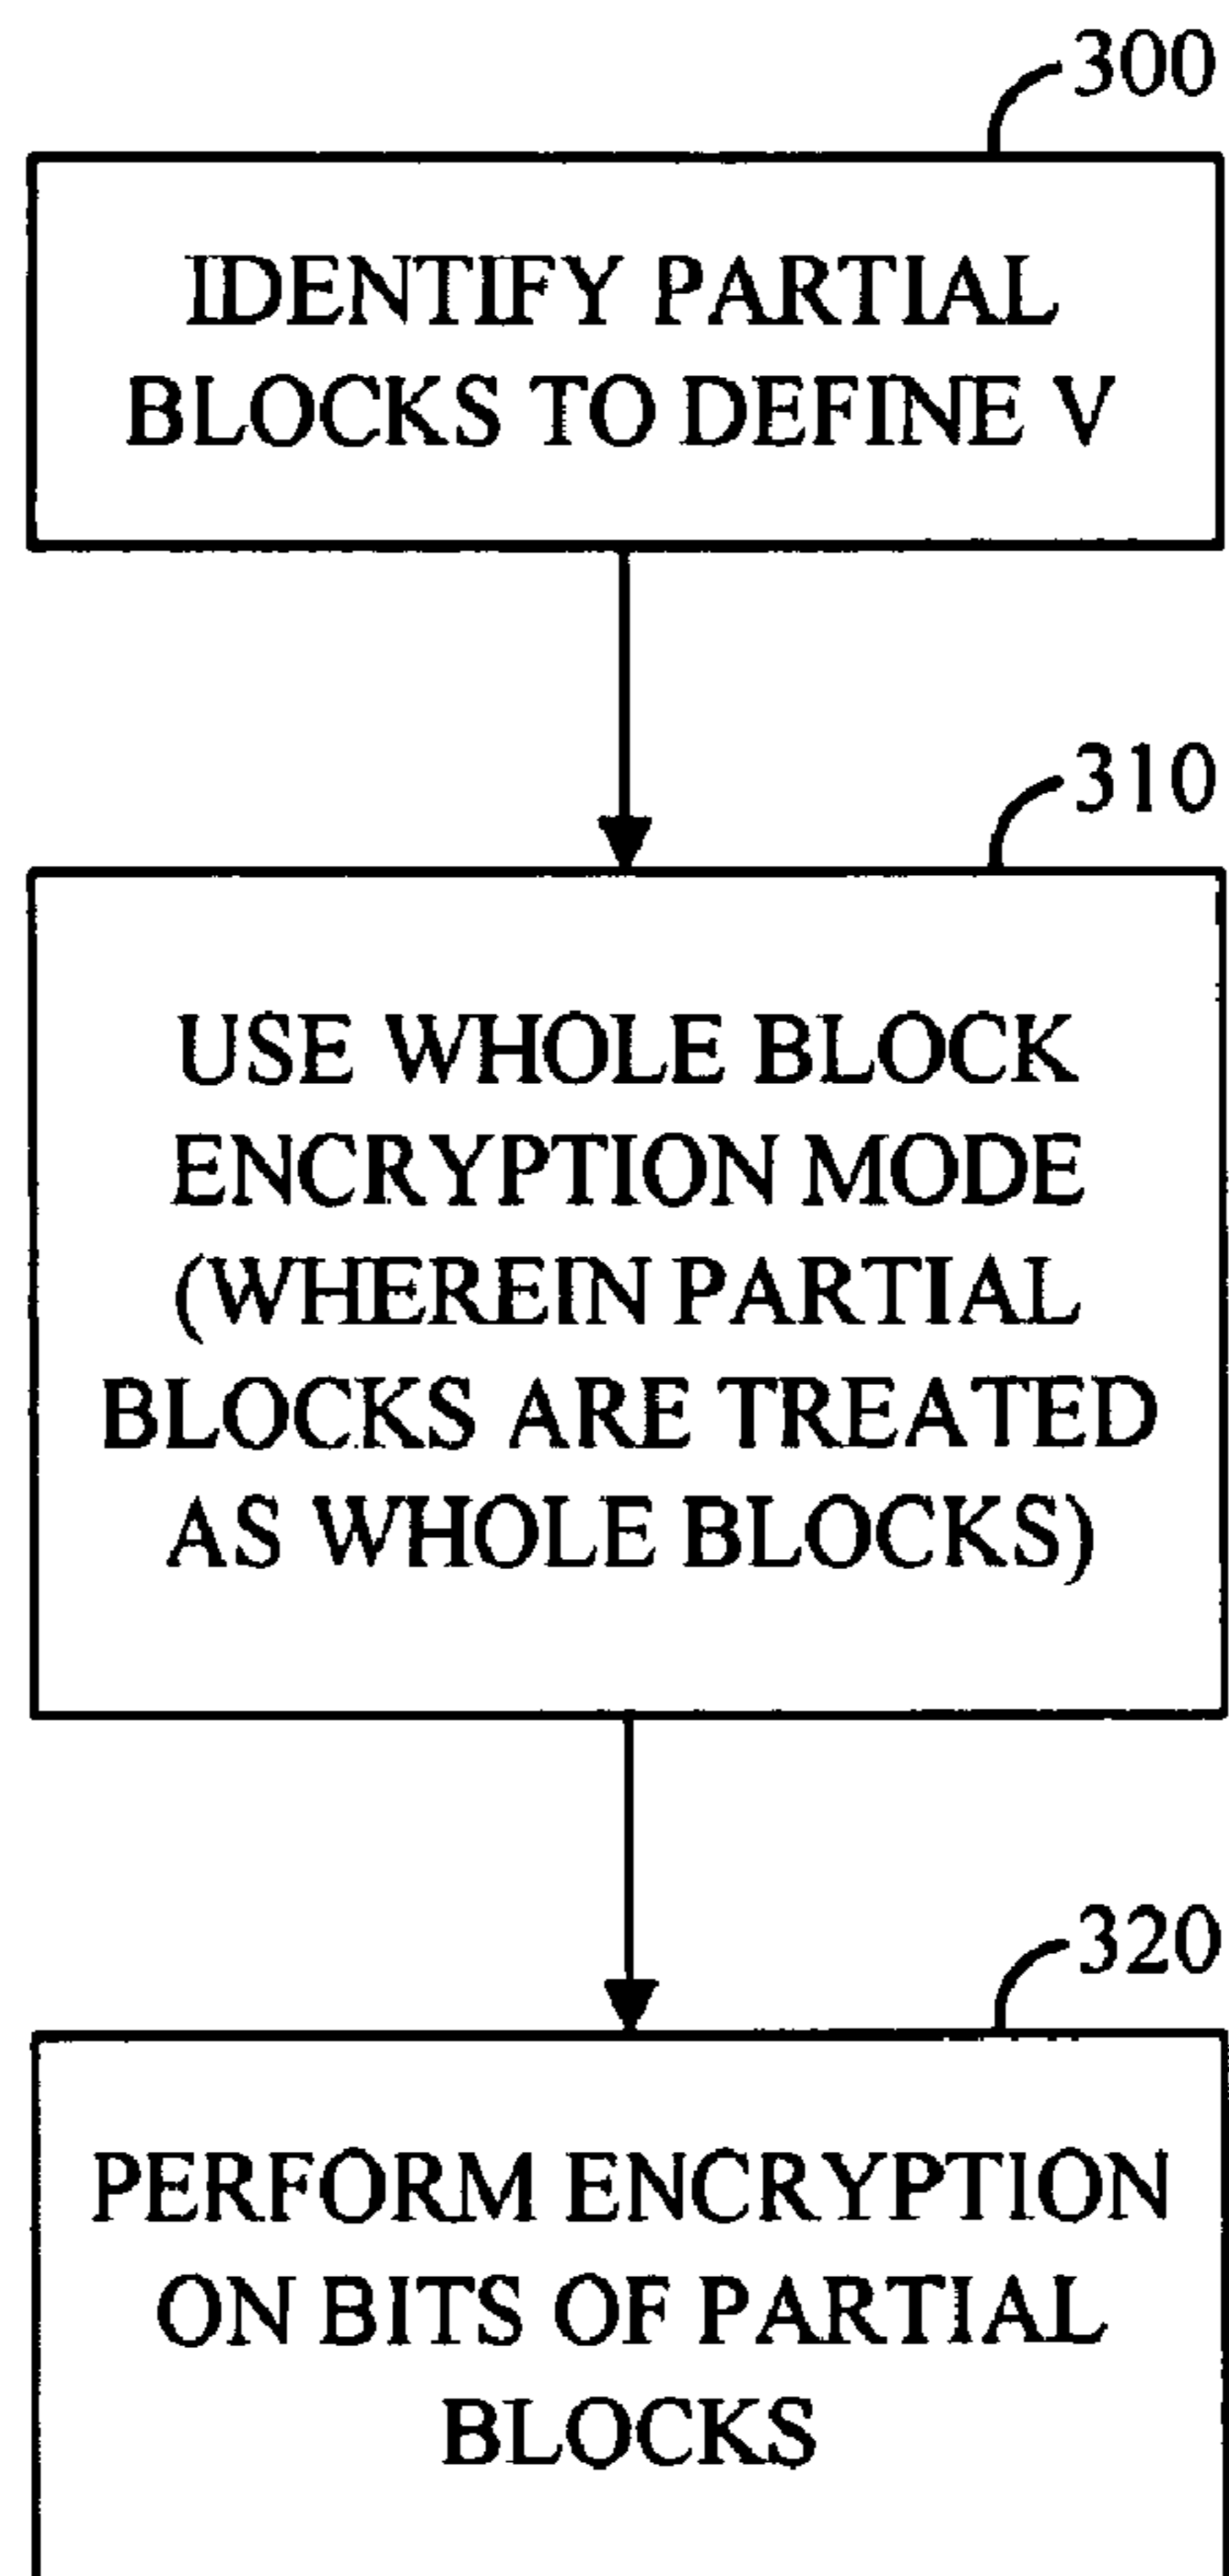 300
IDENTIFY PARTIAL
BLOCKS TO DEFINE V
310
USE WHOLE BLOCK
ENCRYPTION MODE
(WHEREIN PARTIAL
BLOCKS ARE TREATED
AS WHOLE BLOCKS)
320
PERFORM ENCRYPTION
ON BITS OF PARTIAL
BLOCKS